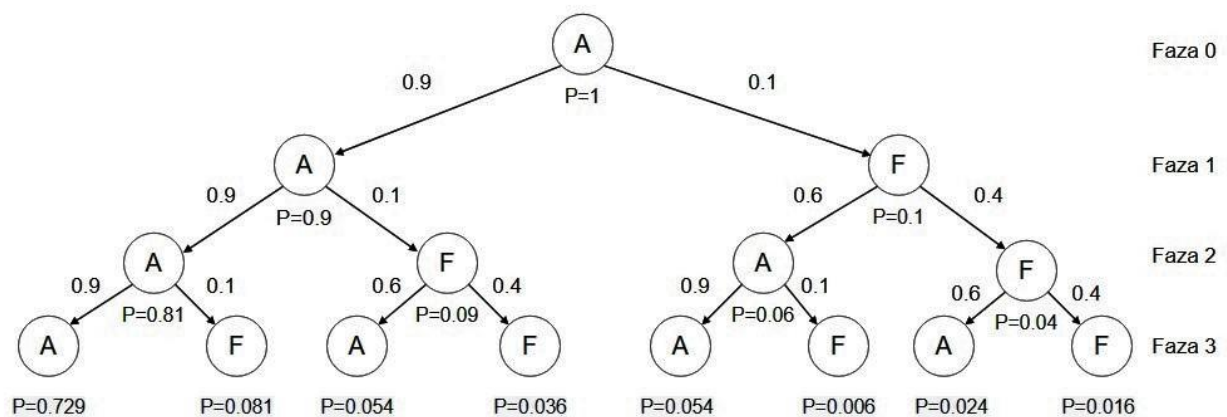 A
Faza 0
0.9
0.1
P=1
A
F
Faza 1
0.9
0.1
0.6
0.4
P=0.9
P=0.1
A
F
A
F
Faza 2
0.9
0.1
0.6
0.4
0.9
0.1
0.6
0.4
P=0.81
P=0.09
P=0.06
P=0.04
A
F
A
F
A
F
A
F
Faza 3
P=0.729
P=0.081
P=0.054
P=0.036
P=0.054
P=0.006
P=0.024
P=0.016